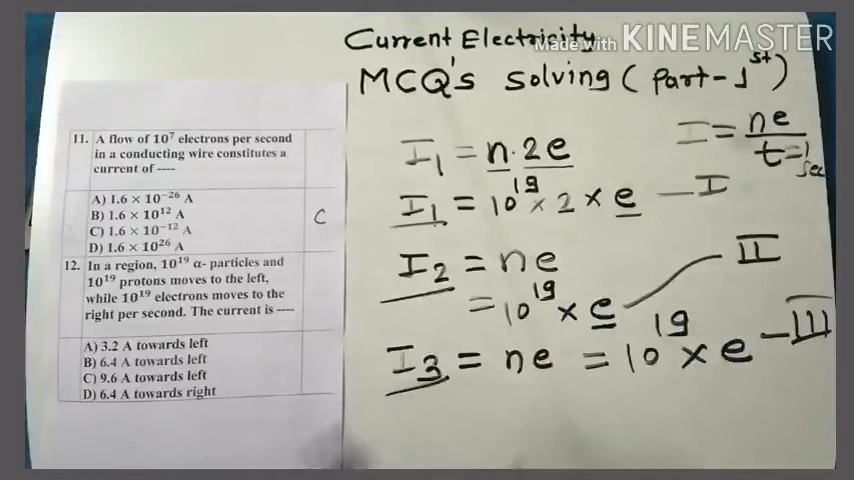 Current Electricity
Made with KINEMASTER
MCQ's Solving (Part-1st)
11. A flow of 10⁷ electrons per second
in a conducting wire constitutes a
current of ----
A) 1.6 × 10⁻²⁶ A
B) 1.6 × 10¹² A
C) 1.6 × 10⁻¹² A
D) 1.6 × 10²⁶ A
C
12. In a region, 10¹⁹ α- particles and
10¹⁹ protons moves to the left,
while 10¹⁹ electrons moves to the
right per second. The current is ----
A) 3.2 A towards left
B) 6.4 A towards left
C) 9.6 A towards left
D) 6.4 A towards right
I = ne/t=1 sec
I₁ = n·2e
I₁ = 10¹⁹ × 2 × e — I
I₂ = ne
= 10¹⁹ × e — II
I₃ = ne = 10¹⁹ × e — III